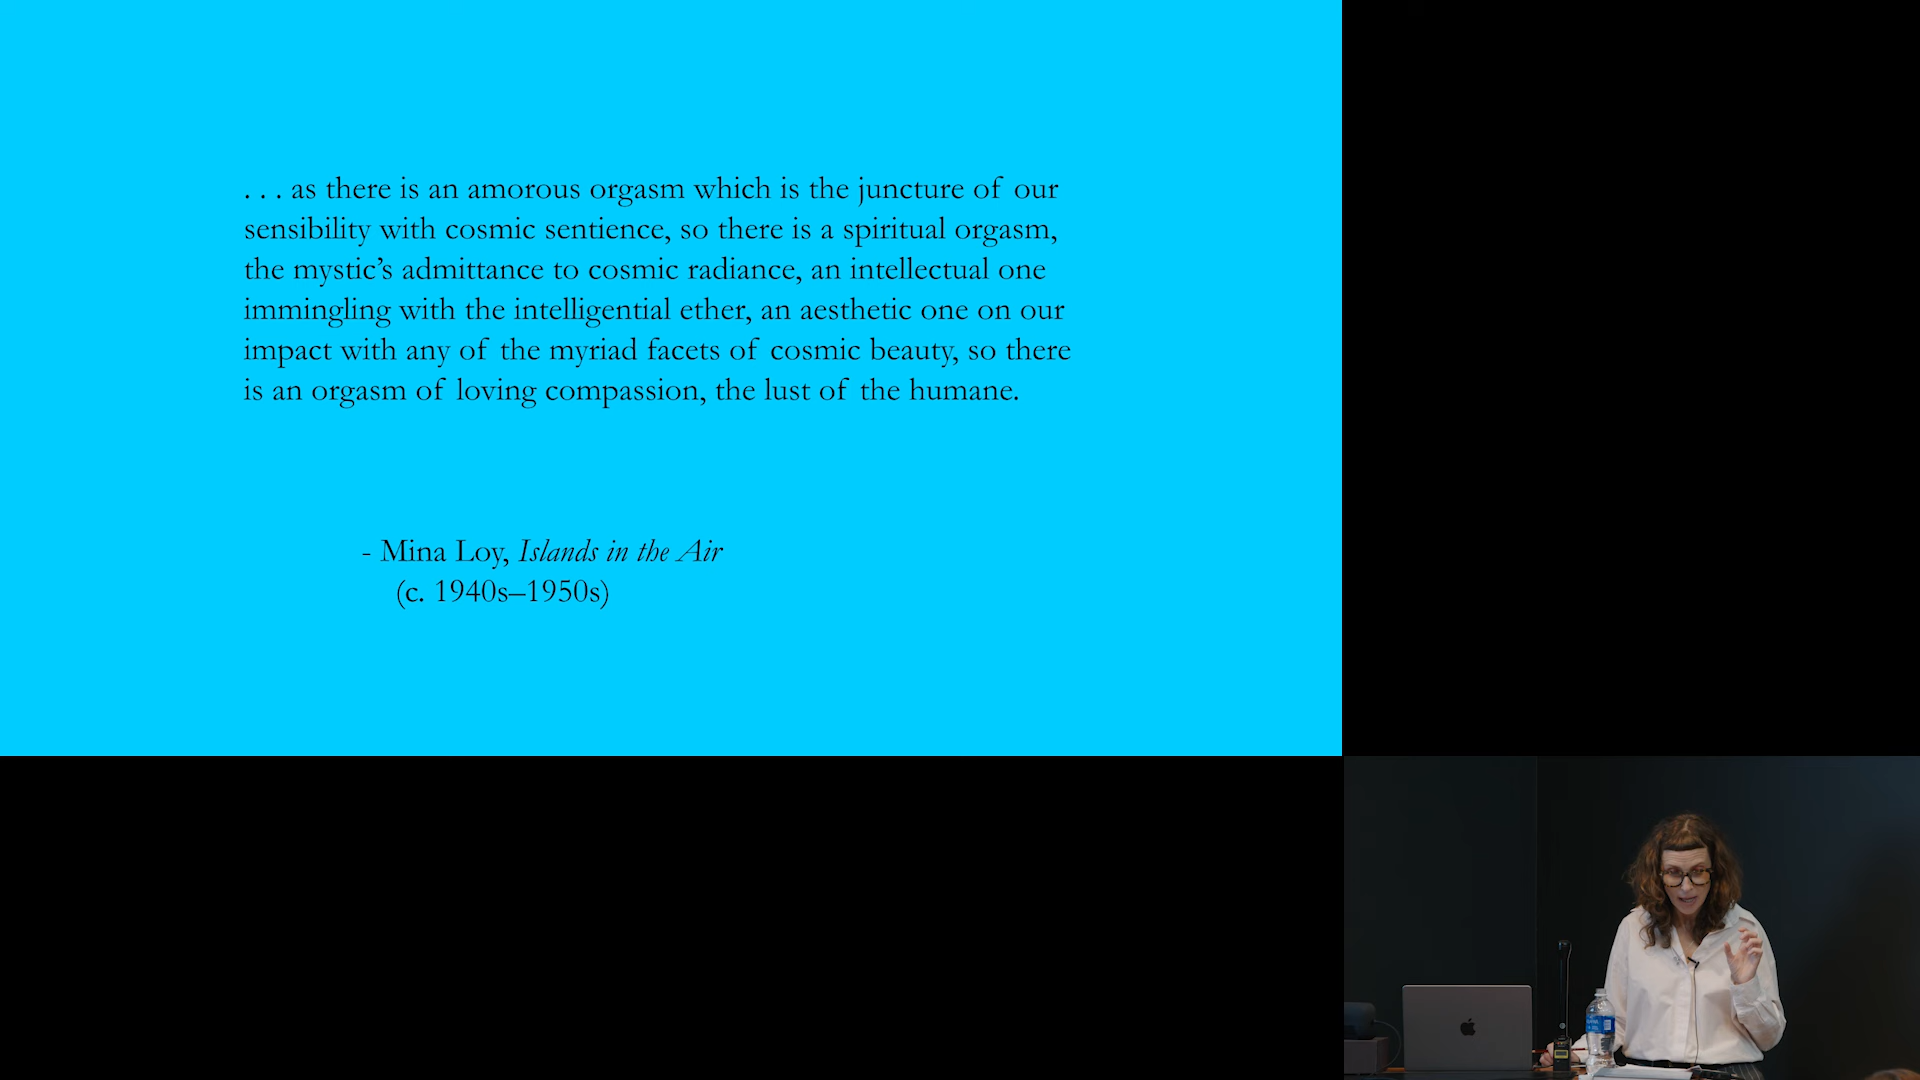 . . . as there is an amorous orgasm which is the juncture of our
sensibility with cosmic sentience, so there is a spiritual orgasm,
the mystic’s admittance to cosmic radiance, an intellectual one
immingling with the intelligential ether, an aesthetic one on our
impact with any of the myriad facets of cosmic beauty, so there
is an orgasm of loving compassion, the lust of the humane.
- Mina Loy, Islands in the Air
(c. 1940s–1950s)